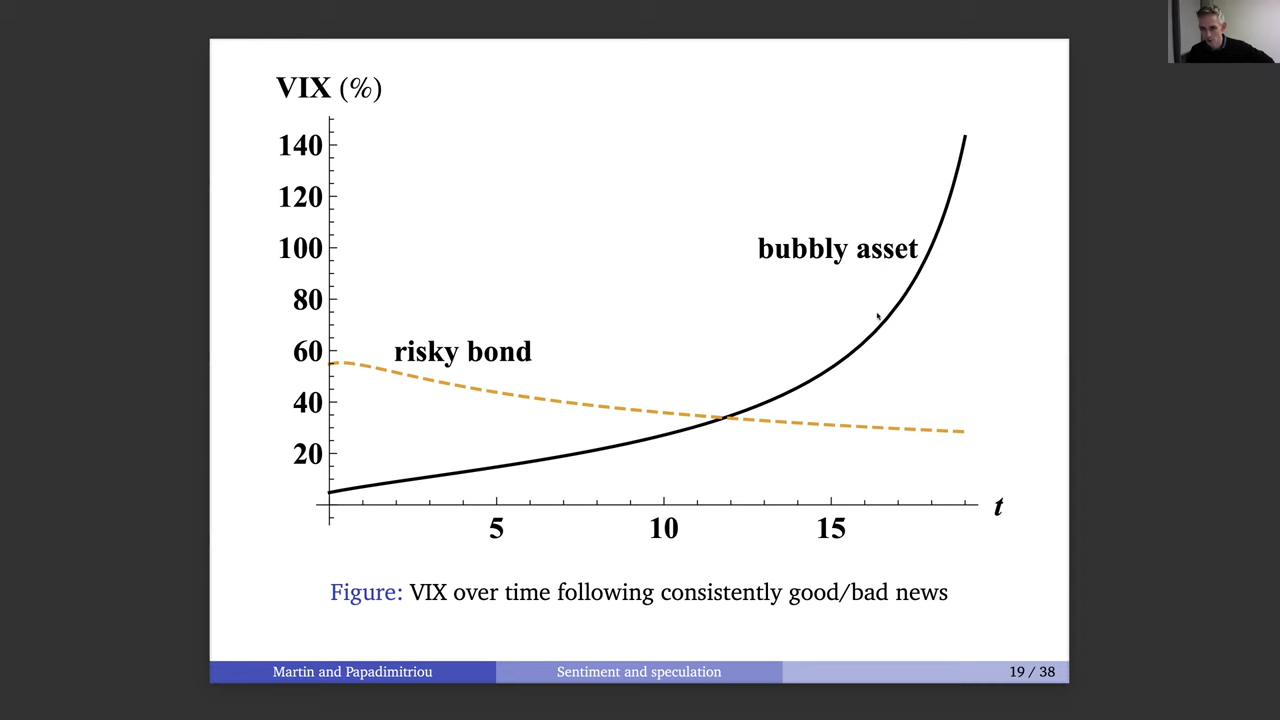 VIX (%)
140
120
100
80
60
40
20
bubbly asset
risky bond
t
5 10 15
Figure: VIX over time following consistently good/bad news
Martin and Papadimitriou Sentiment and speculation 19 / 38